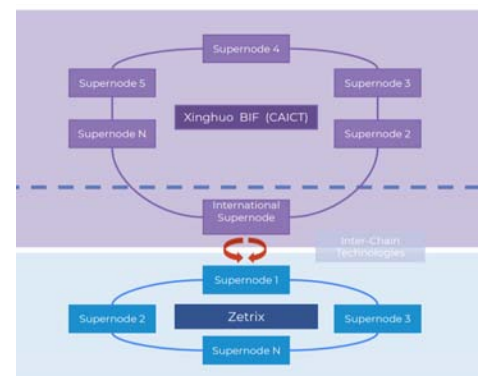 Supernode 4
Supernode 5
Supernode 3
Xinghuo BIF (CAICT)
Supernode N
Supernode 2
International
Supernode
Inter-Chain
Technologies
Supernode 1
Supernode 2
Zetrix
Supernode 3
Supernode N